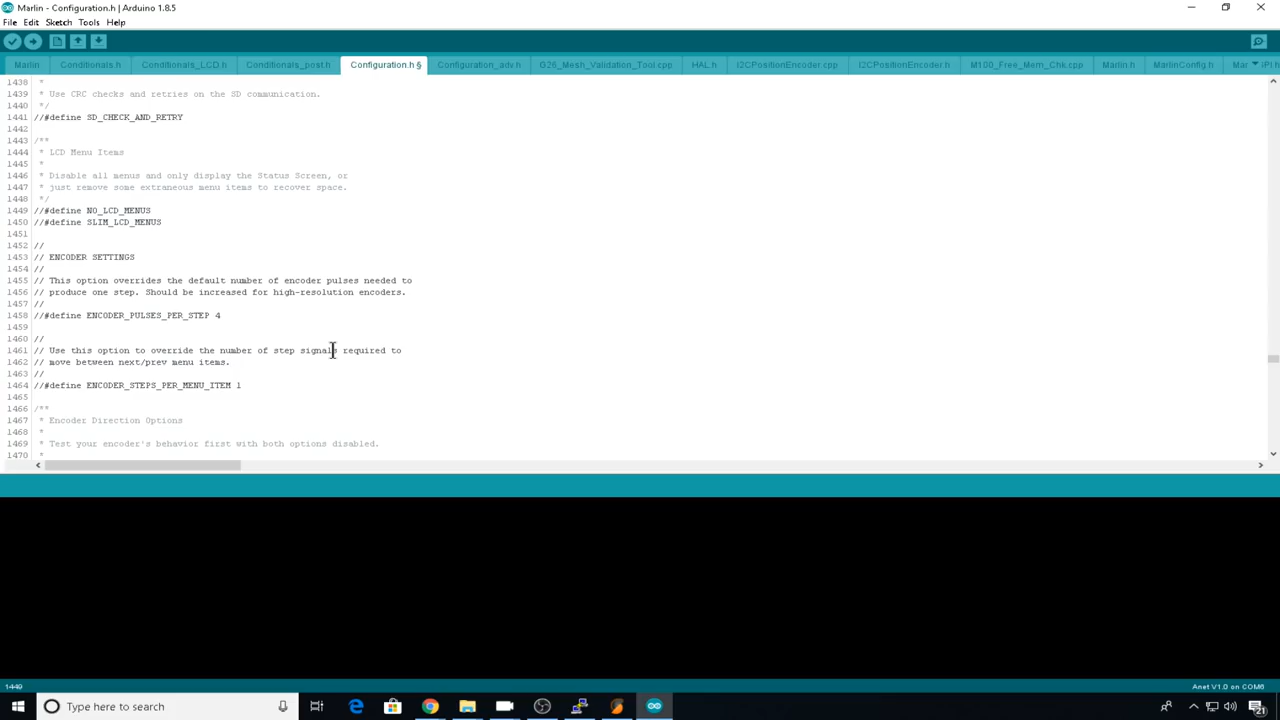 Marlin - Configuration.h | Arduino 1.8.5
File Edit Sketch Tools Help
Marlin Conditionals.h Conditionals_LCD.h Conditionals_post.h Configuration.h § Configuration_adv.h G26_Mesh_Validation_Tool.cpp HAL.h I2CPositionEncoder.cpp I2CPositionEncoder.h M100_Free_Mem_Chk.cpp Marlin.h MarlinConfig.h Mar iPI.h
1438 *
1439 * Use CRC checks and retries on the SD communication.
1440 */
1441 //#define SD_CHECK_AND_RETRY
1442
1443 /**
1444 * LCD Menu Items
1445 *
1446 * Disable all menus and only display the Status Screen, or
1447 * just remove some extraneous menu items to recover space.
1448 */
1449 //#define NO_LCD_MENUS
1450 //#define SLIM_LCD_MENUS
1451
1452 //
1453 // ENCODER SETTINGS
1454 //
1455 // This option overrides the default number of encoder pulses needed to
1456 // produce one step. Should be increased for high-resolution encoders.
1457 //
1458 //#define ENCODER_PULSES_PER_STEP 4
1459
1460 //
1461 // Use this option to override the number of step signals required to
1462 // move between next/prev menu items.
1463 //
1464 //#define ENCODER_STEPS_PER_MENU_ITEM 1
1465
1466 /**
1467 * Encoder Direction Options
1468 *
1469 * Test your encoder's behavior first with both options disabled.
1470 *
1449 Anet V1.0 on COM6
Type here to search 21